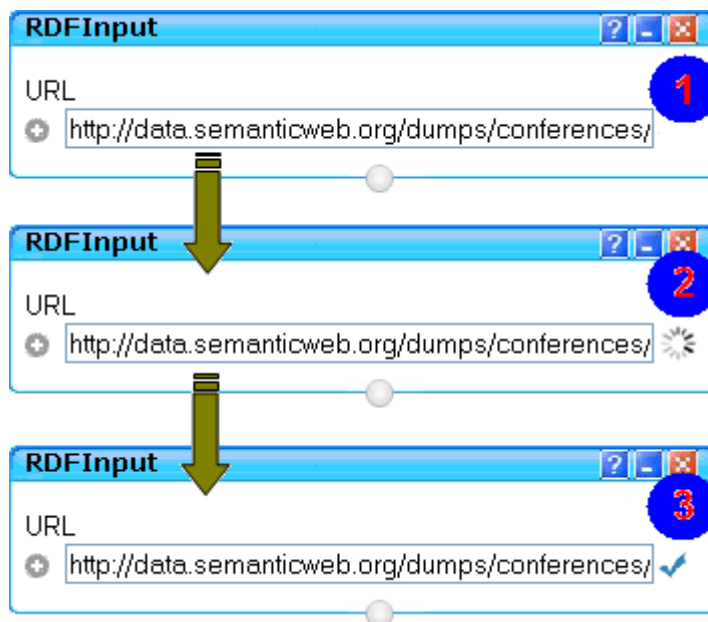 RDFInput ? -
1
URL
http://data.semanticweb.org/dumps/conferences/
RDFInput ? -
2
URL
http://data.semanticweb.org/dumps/conferences/
RDFInput ? -
3
URL
http://data.semanticweb.org/dumps/conferences/